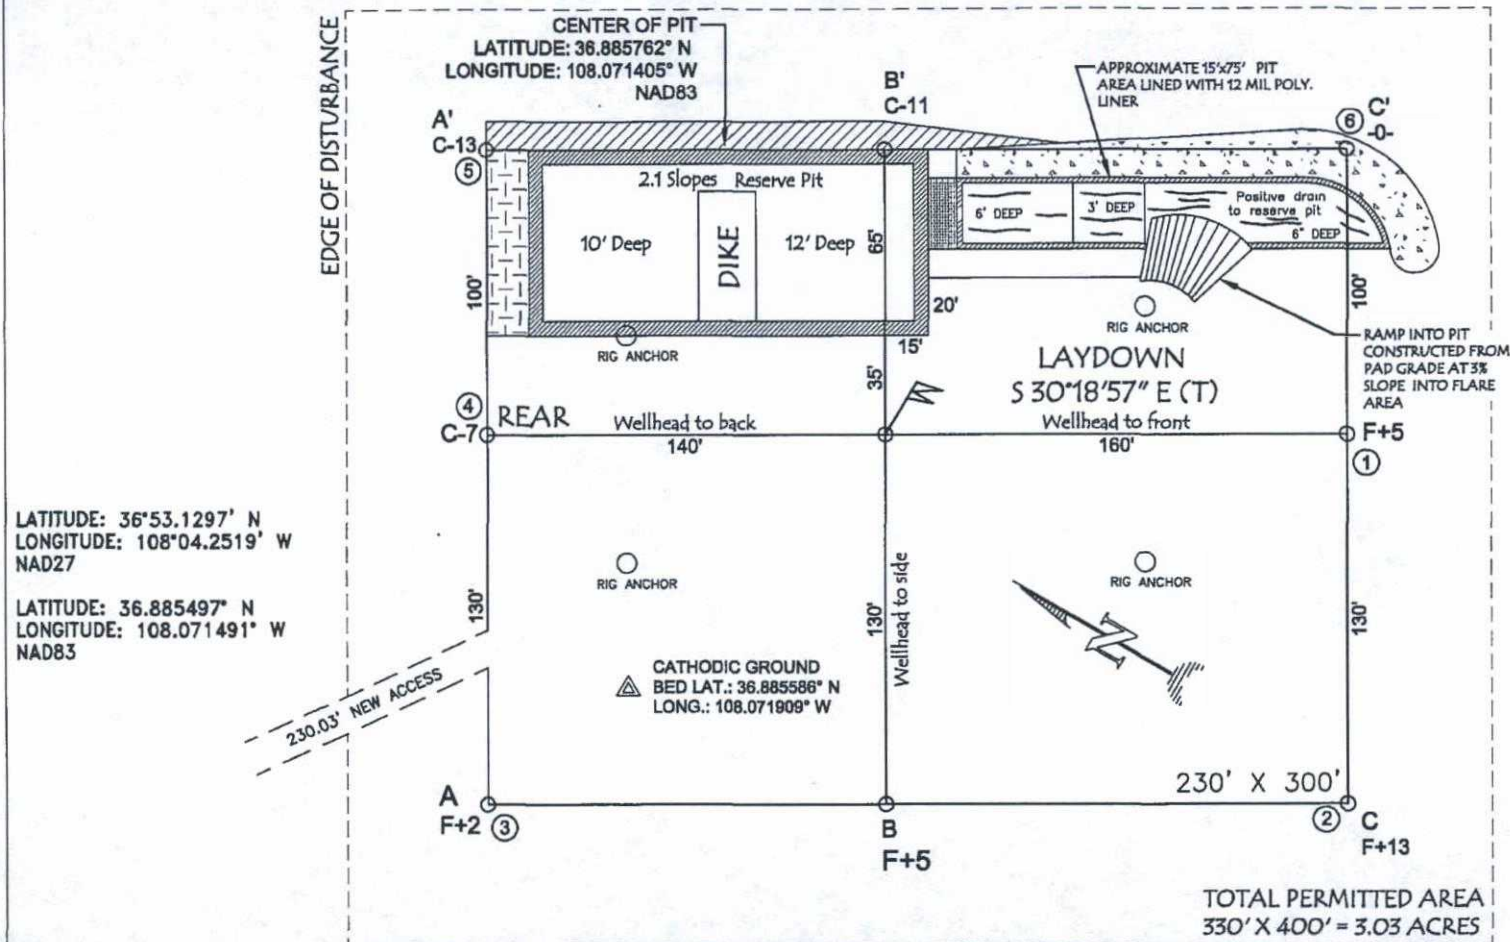 EDGE OF DISTURBANCE
CENTER OF PIT
LATITUDE: 36.885762° N
LONGITUDE: 108.071405° W
NAD83
APPROXIMATE 15'x75' PIT
AREA LINED WITH 12 MIL POLY.
LINER
A'
C-13
5
B'
C-11
6
C'
-0-
2.1 Slopes Reserve Pit
10' Deep
DIKE
12' Deep
65'
6' DEEP
3' DEEP
Positive drain
to reserve pit
6" DEEP
100'
20'
15'
35'
100'
RIG ANCHOR
RIG ANCHOR
RAMP INTO PIT
CONSTRUCTED FROM
PAD GRADE AT 3%
SLOPE INTO FLARE
AREA
LAYDOWN
S 30°18'57" E (T)
4
C-7
REAR
Wellhead to back
140'
Wellhead to front
160'
F+5
1
LATITUDE: 36°53.1297' N
LONGITUDE: 108°04.2519' W
NAD27
LATITUDE: 36.885497° N
LONGITUDE: 108.071491° W
NAD83
RIG ANCHOR
RIG ANCHOR
130'
130'
Wellhead to side
130'
N
230.03' NEW ACCESS
CATHODIC GROUND
BED LAT.: 36.885586° N
LONG.: 108.071909° W
230' X 300'
A
F+2
3
B
F+5
2
C
F+13
TOTAL PERMITTED AREA
330' X 400' = 3.03 ACRES